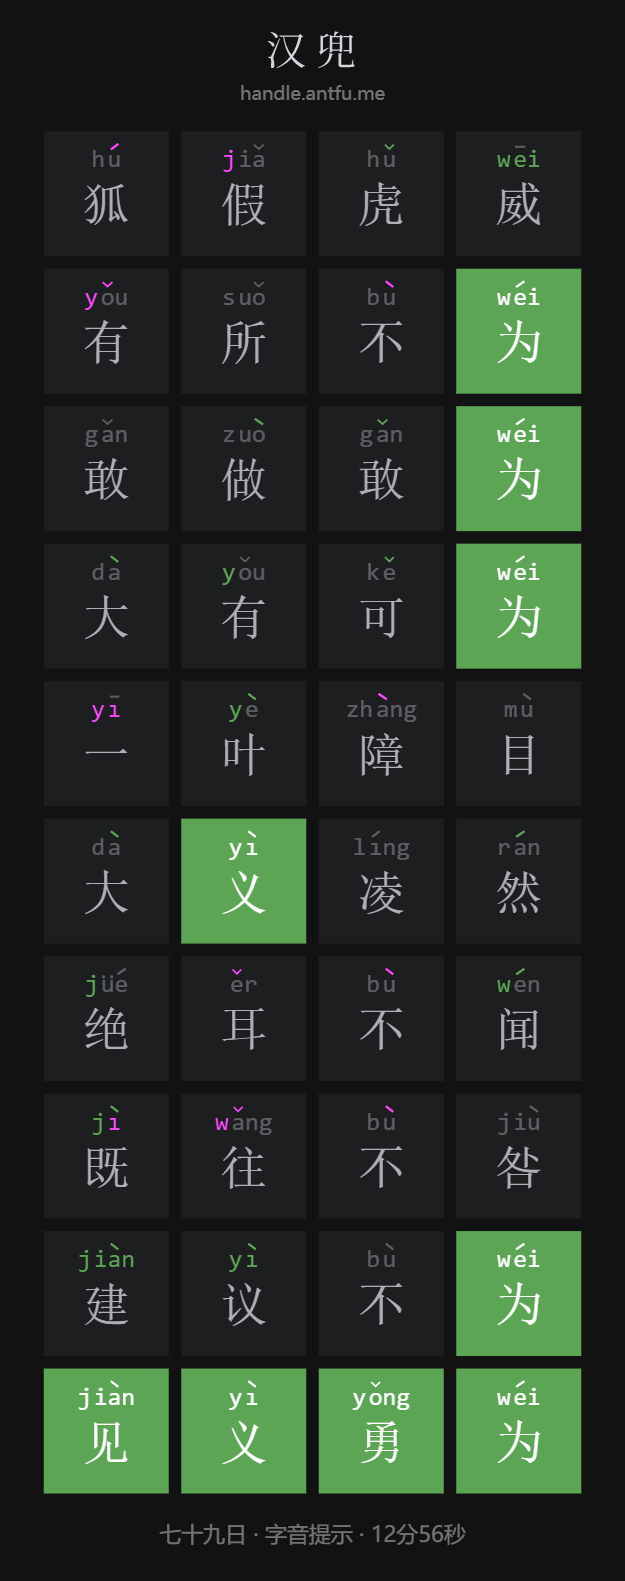 汉兜
handle.antfu.me
hú jiǎ hǔ wēi
狐 假 虎 威
yǒu suǒ bù wéi
有 所 不 为
gǎn zuò gǎn wéi
敢 做 敢 为
dà yǒu kě wéi
大 有 可 为
yī yè zhàng mù
一 叶 障 目
dà yì líng rán
大 义 凌 然
jüé ěr bù wén
绝 耳 不 闻
jì wǎng bù jiù
既 往 不 咎
jiàn yì bù wéi
建 议 不 为
jiàn yì yǒng wéi
见 义 勇 为
七十九日 · 字音提示 · 12分56秒